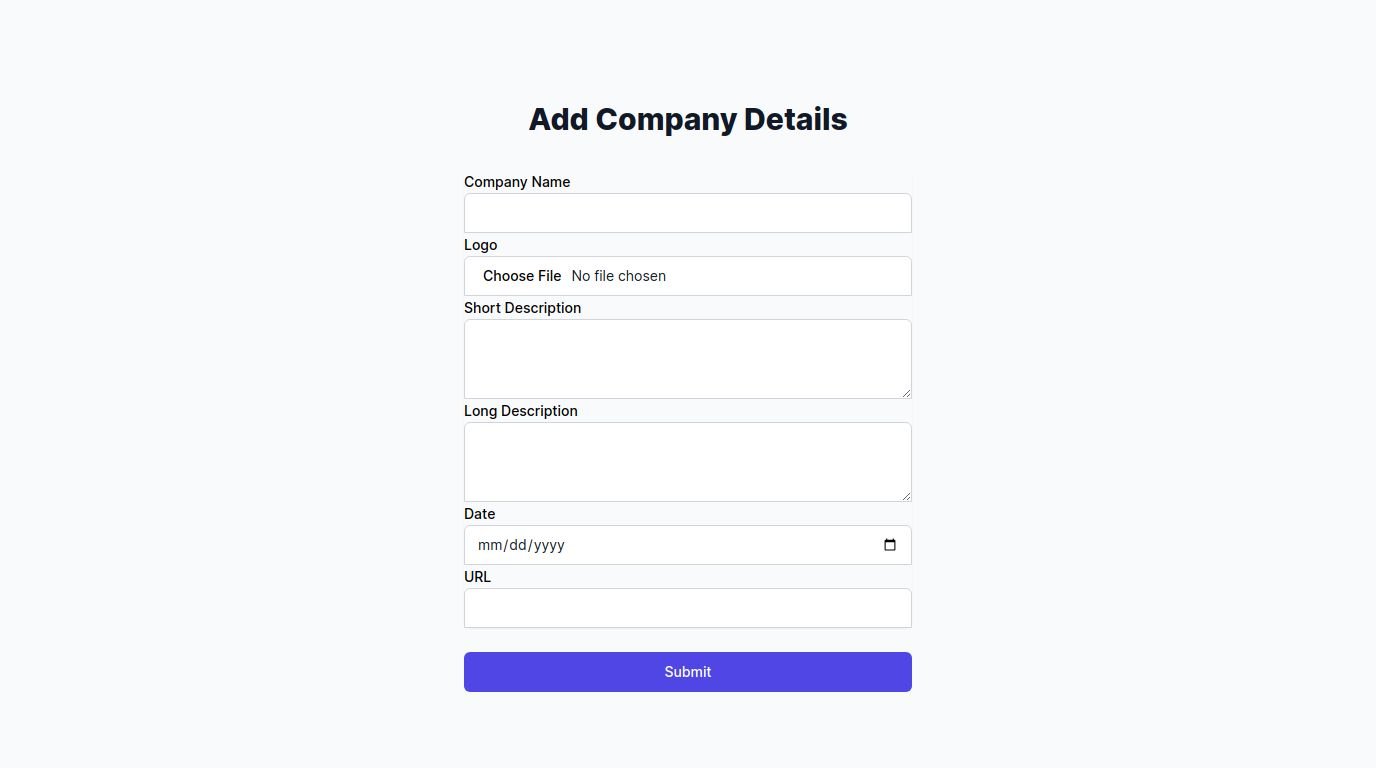 Add Company Details
Company Name
Logo
Choose File No file chosen
Short Description
Long Description
Date
mm/dd/yyyy
URL
Submit